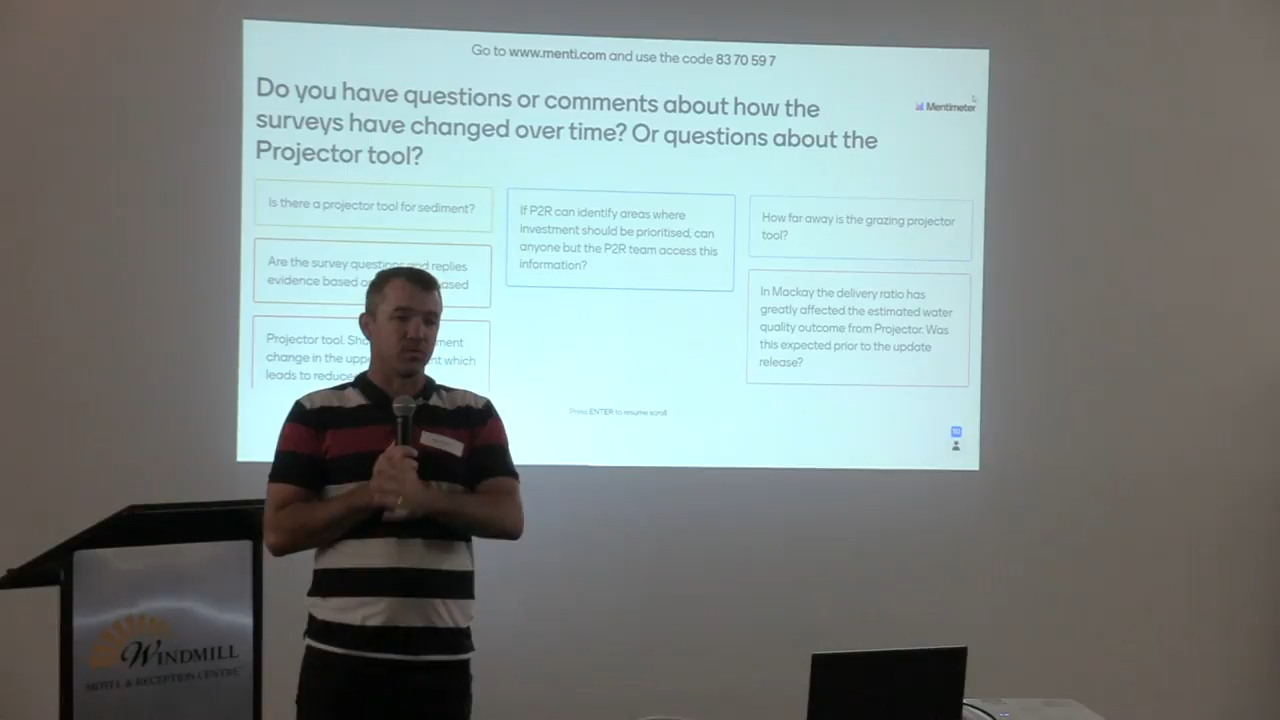 Go to www.menti.com and use the code 83 70 59 7
Do you have questions or comments about how the
surveys have changed over time? Or questions about the
Projector tool?
Mentimeter
Is there a projector tool for sediment?
Are the survey questions and replies
evidence based
Projector tool.
change in the
which
leads to
If P2R can identify areas where
investment should be prioritised, can
anyone but the P2R team access this
information?
How far away is the grazing projector
tool?
In Mackay the delivery ratio has
greatly affected the estimated water
quality outcome from Projector. Was
this expected prior to the update
release?
Press ENTER to resume scroll
10
WINDMILL
MOTEL & RECEPTION CENTRE